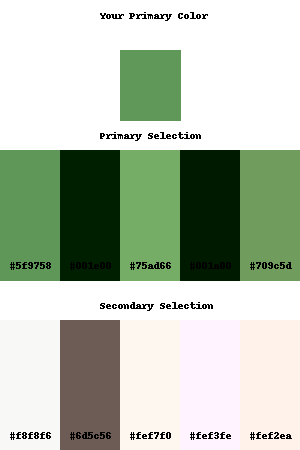 Your Primary Color
Primary Selection
#5f9758 #001e00 #75ad66 #001a00 #709c5d
Secondary Selection
#f8f8f6 #6d5c56 #fef7f0 #fef3fe #fef2ea